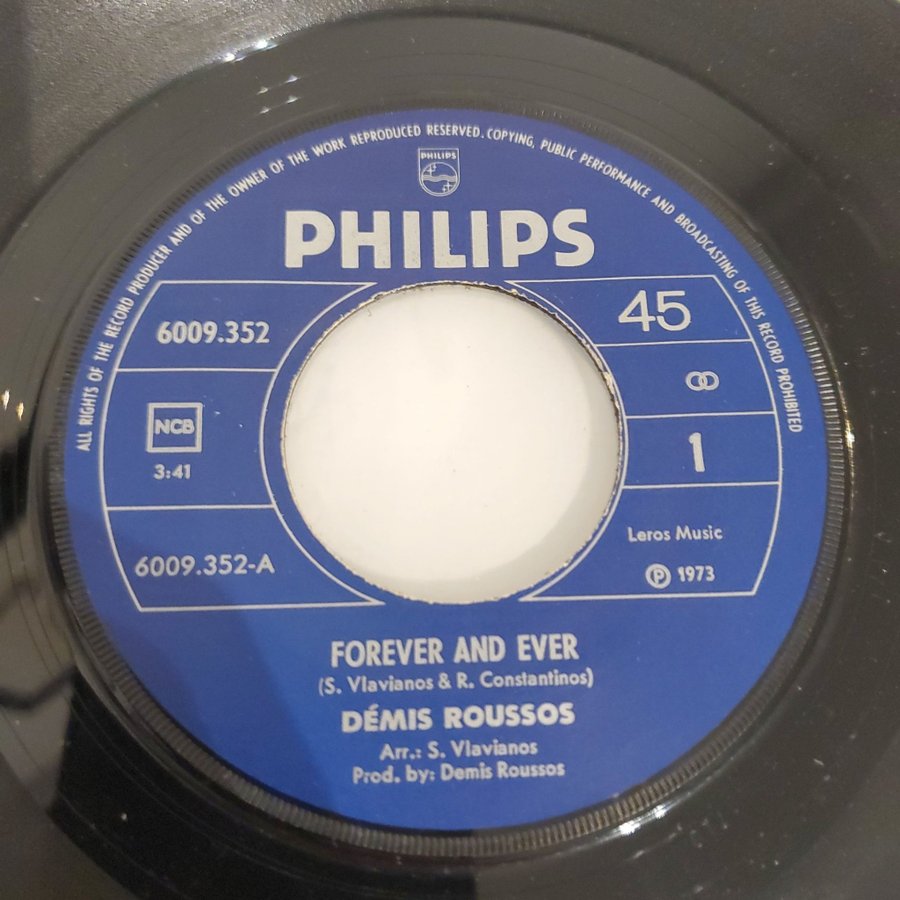 ALL RIGHTS OF THE RECORD PRODUCER AND OF THE OWNER OF THE WORK REPRODUCED RESERVED. COPYING, PUBLIC PERFORMANCE AND BROADCASTING OF THIS RECORD PROHIBITED
PHILIPS
PHILIPS
6009.352
45
NCB
1
3:41
6009.352-A
Leros Music
Ⓟ 1973
FOREVER AND EVER
(S. Vlavianos & R. Constantinos)
DÉMIS ROUSSOS
Arr.: S. Vlavianos
Prod. by: Demis Roussos